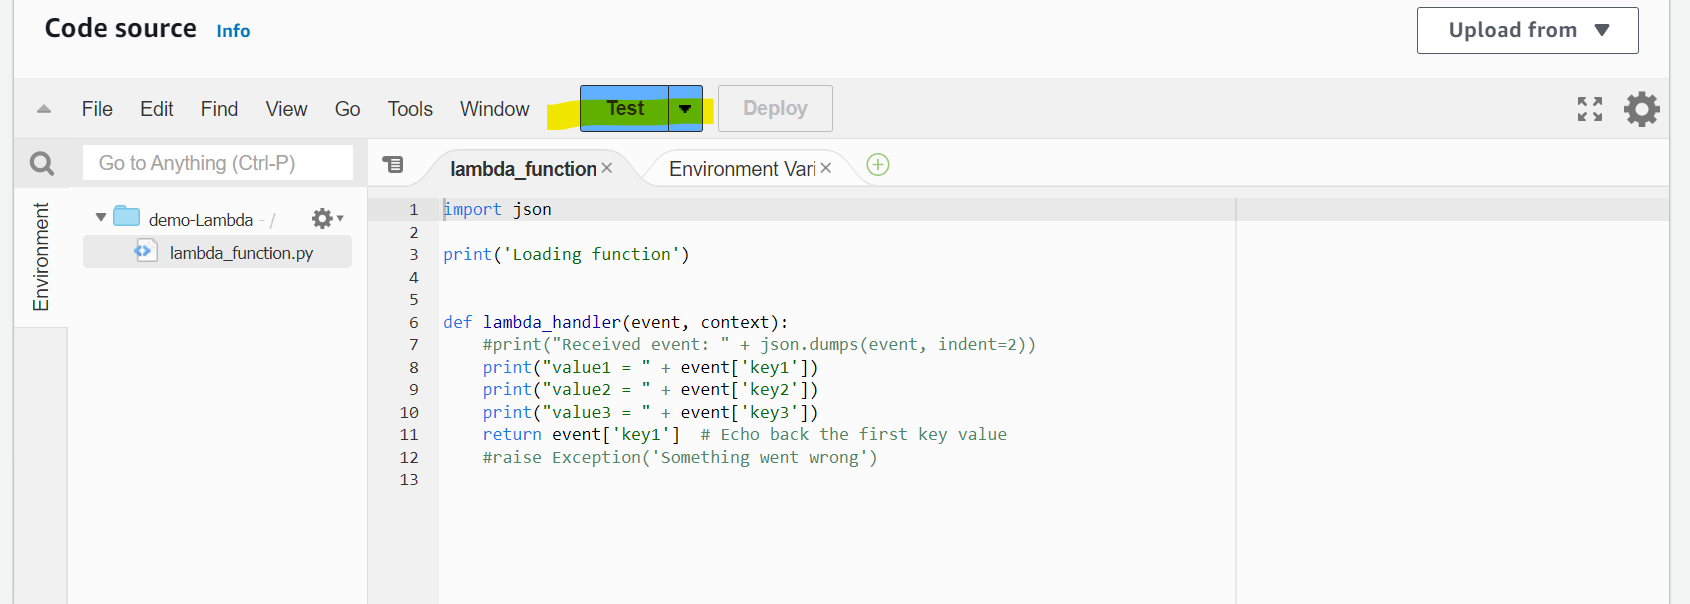 Code source Info
Upload from
File Edit Find View Go Tools Window Test Deploy
Go to Anything (Ctrl-P)
lambda_function
Environment Vari
Environment
demo-Lambda - /
lambda_function.py
1 import json
2
3 print('Loading function')
4
5
6 def lambda_handler(event, context):
7 #print("Received event: " + json.dumps(event, indent=2))
8 print("value1 = " + event['key1'])
9 print("value2 = " + event['key2'])
10 print("value3 = " + event['key3'])
11 return event['key1']  # Echo back the first key value
12 #raise Exception('Something went wrong')
13